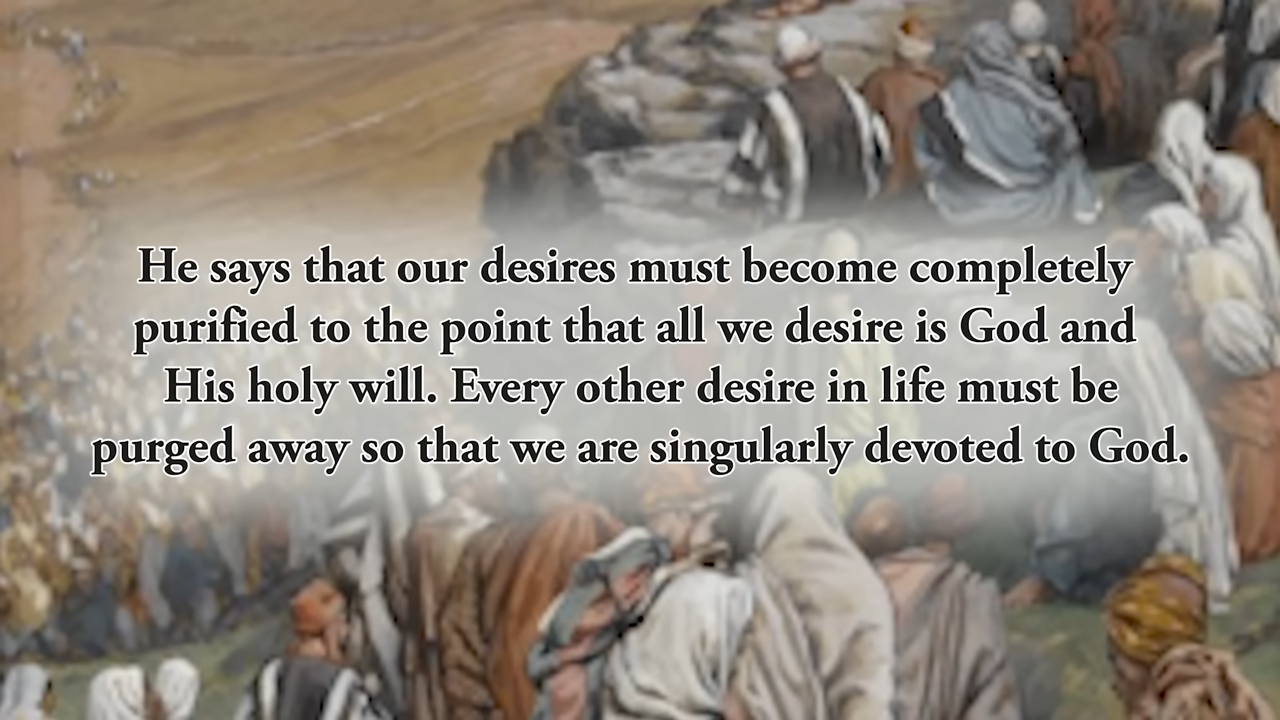 He says that our desires must become completely
purified to the point that all we desire is God and
His holy will. Every other desire in life must be
purged away so that we are singularly devoted to God.